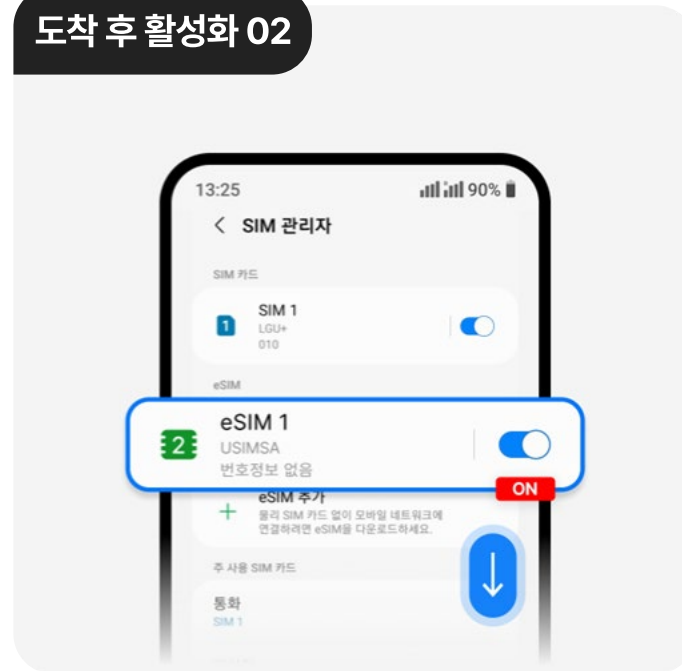 도착 후 활성화 02
13:25
90%
SIM 관리자
SIM 카드
1
SIM 1
LGU+
010
eSIM
eSIM 1
2
USIMSA
번호정보 없음
ON
eSIM 추가
물리 SIM 카드 없이 모바일 네트워크에
연결하려면 eSIM을 다운로드하세요.
주 사용 SIM 카드
통화
SIM 1